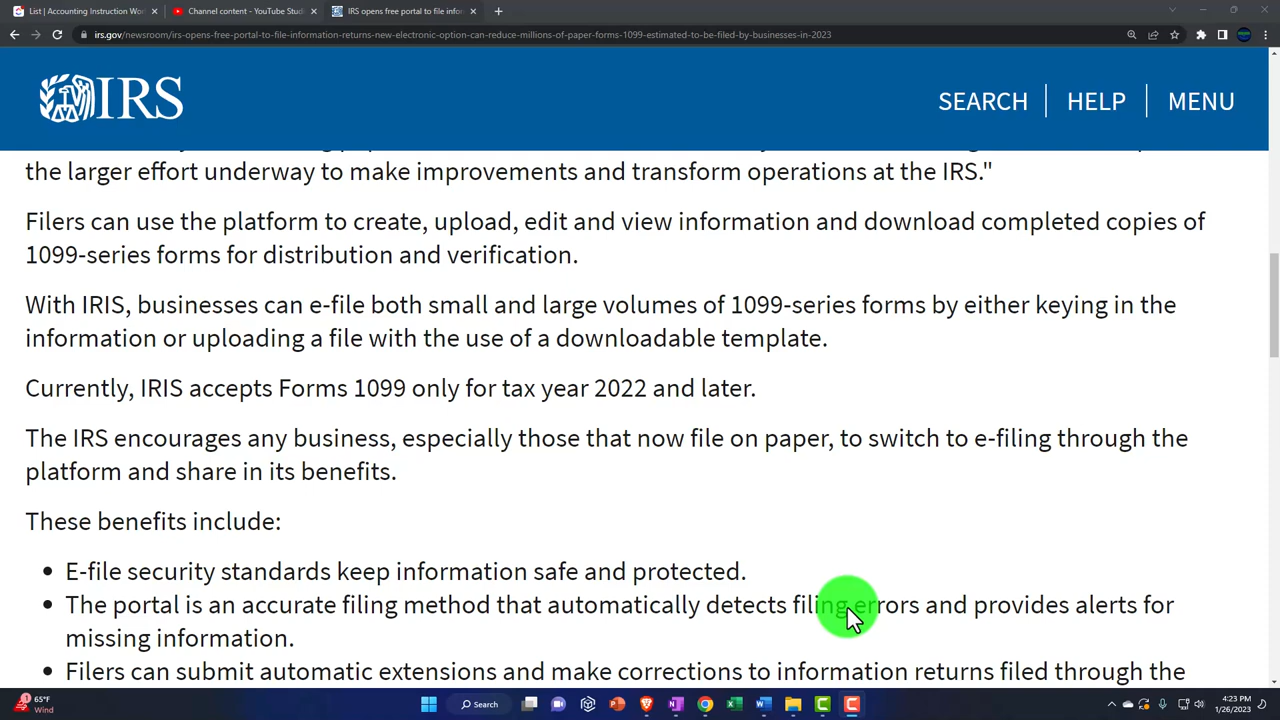 List | Accounting Instruction Wor
Channel content - YouTube Studi
IRS opens free portal to file infor
irs.gov/newsroom/irs-opens-free-portal-to-file-information-returns-new-electronic-option-can-reduce-millions-of-paper-forms-1099-estimated-to-be-filed-by-businesses-in-2023
IRS
SEARCH
HELP
MENU
the larger effort underway to make improvements and transform operations at the IRS."
Filers can use the platform to create, upload, edit and view information and download completed copies of
1099-series forms for distribution and verification.
With IRIS, businesses can e-file both small and large volumes of 1099-series forms by either keying in the
information or uploading a file with the use of a downloadable template.
Currently, IRIS accepts Forms 1099 only for tax year 2022 and later.
The IRS encourages any business, especially those that now file on paper, to switch to e-filing through the
platform and share in its benefits.
These benefits include:
E-file security standards keep information safe and protected.
The portal is an accurate filing method that automatically detects filing errors and provides alerts for
missing information.
Filers can submit automatic extensions and make corrections to information returns filed through the
1
65°F
Wind
Search
4:23 PM
1/26/2023